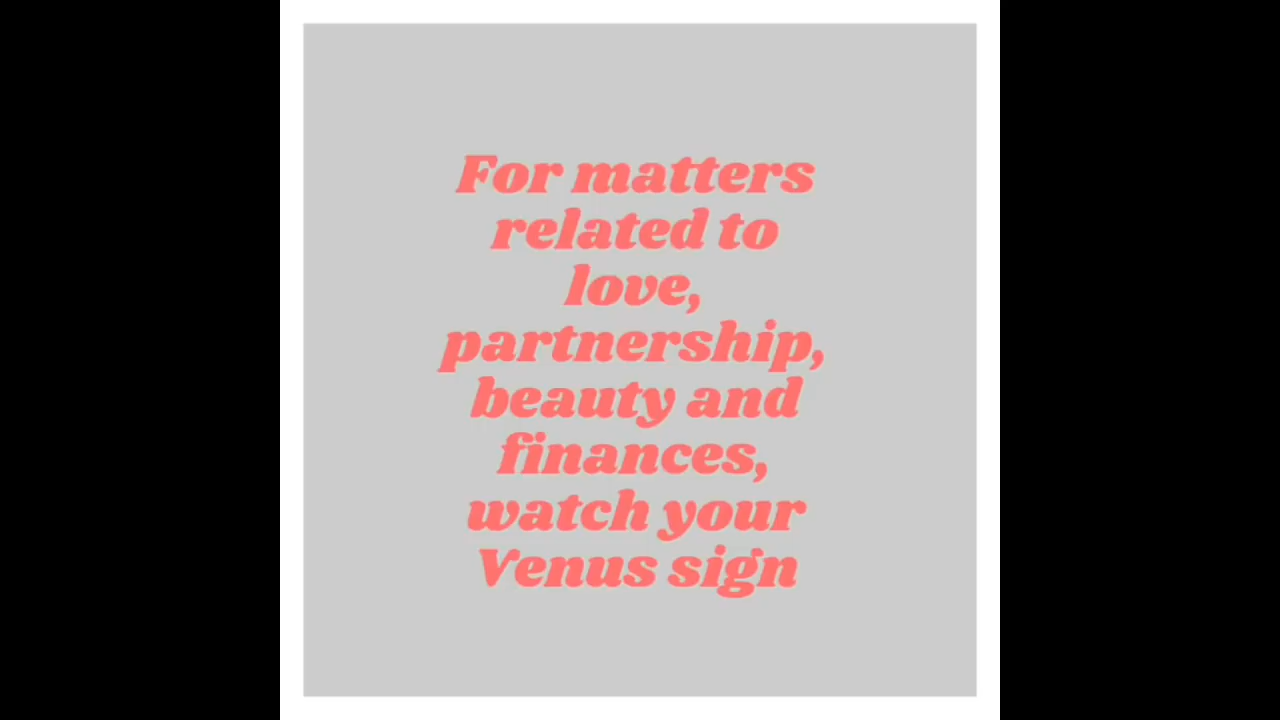 For matters
related to
love,
partnership,
beauty and
finances,
watch your
Venus sign